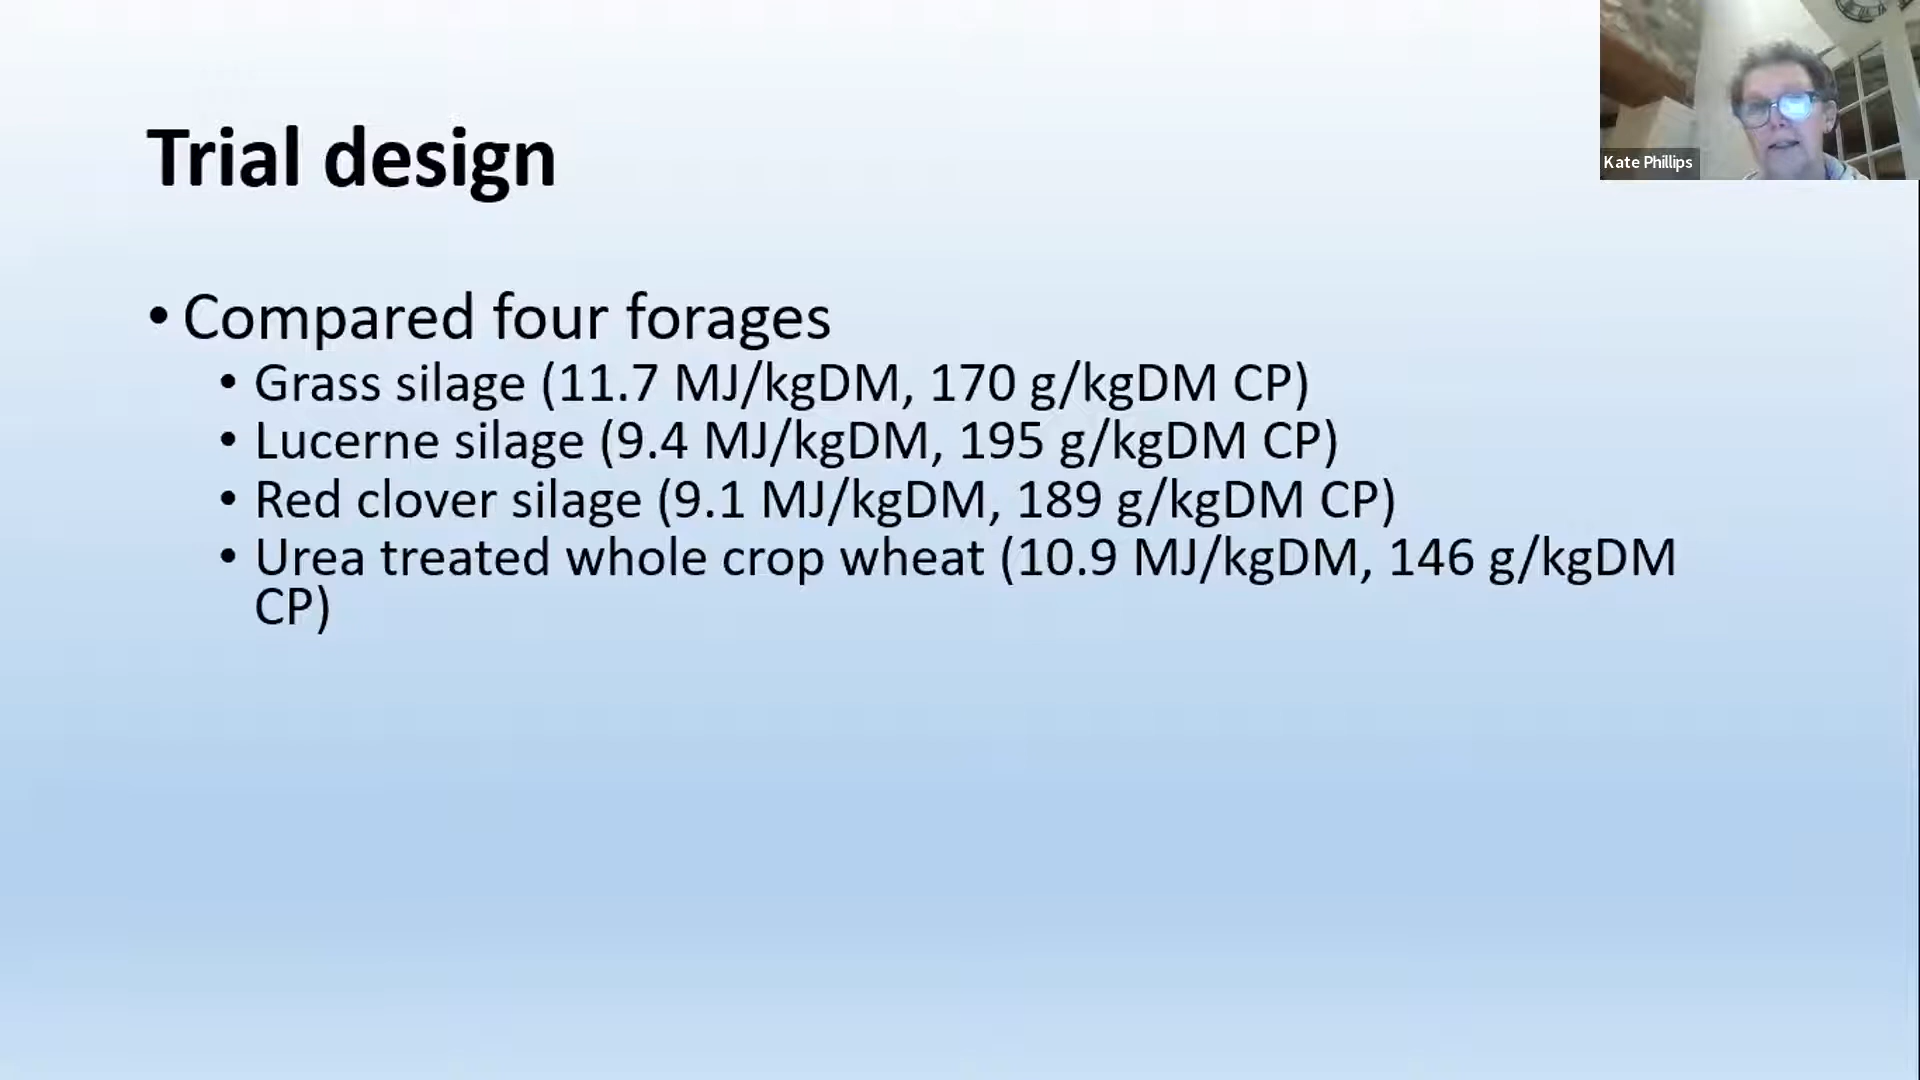 Trial design
• Compared four forages
• Grass silage (11.7 MJ/kgDM, 170 g/kgDM CP)
• Lucerne silage (9.4 MJ/kgDM, 195 g/kgDM CP)
• Red clover silage (9.1 MJ/kgDM, 189 g/kgDM CP)
• Urea treated whole crop wheat (10.9 MJ/kgDM, 146 g/kgDM
CP)
Kate Phillips